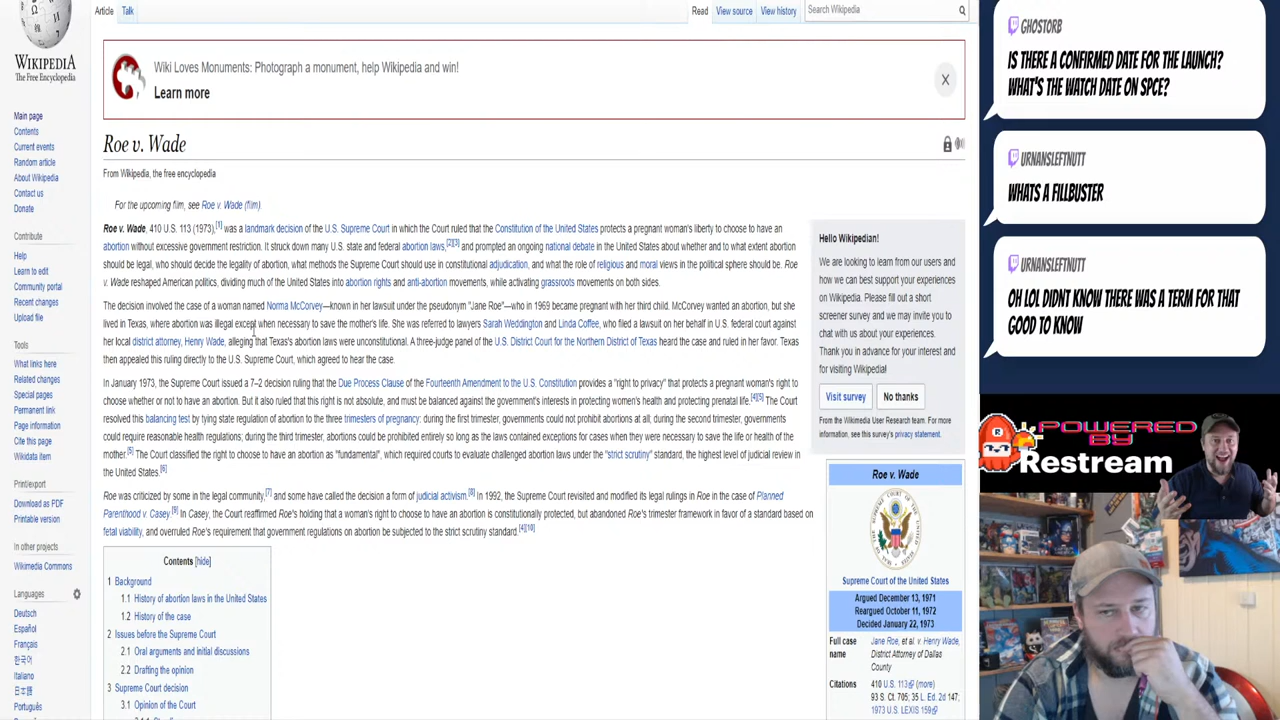 Article Talk Read View source View history Search Wikipedia
WIKIPEDIA
The Free Encyclopedia
Main page
Contents
Current events
Random article
About Wikipedia
Contact us
Donate
Contribute
Help
Learn to edit
Community portal
Recent changes
Upload file
Tools
What links here
Related changes
Special pages
Permanent link
Page information
Cite this page
Wikidata item
Print/export
Download as PDF
Printable version
In other projects
Wikimedia Commons
Languages
Deutsch
Español
Français
한국어
Italiano
日本語
Português
Wiki Loves Monuments: Photograph a monument, help Wikipedia and win!
Learn more
Roe v. Wade
From Wikipedia, the free encyclopedia
For the upcoming film, see Roe v. Wade (film).
Roe v. Wade, 410 U.S. 113 (1973),[1] was a landmark decision of the U.S. Supreme Court in which the Court ruled that the Constitution of the United States protects a pregnant woman's liberty to choose to have an
abortion without excessive government restriction. It struck down many U.S. state and federal abortion laws,[2][3] and prompted an ongoing national debate in the United States about whether and to what extent abortion
should be legal, who should decide the legality of abortion, what methods the Supreme Court should use in constitutional adjudication, and what the role of religious and moral views in the political sphere should be. Roe
v. Wade reshaped American politics, dividing much of the United States into abortion rights and anti-abortion movements, while activating grassroots movements on both sides.
The decision involved the case of a woman named Norma McCorvey—known in her lawsuit under the pseudonym "Jane Roe"—who in 1969 became pregnant with her third child. McCorvey wanted an abortion, but she
lived in Texas, where abortion was illegal except when necessary to save the mother's life. She was referred to lawyers Sarah Weddington and Linda Coffee, who filed a lawsuit on her behalf in U.S. federal court against
her local district attorney, Henry Wade, alleging that Texas's abortion laws were unconstitutional. A three-judge panel of the U.S. District Court for the Northern District of Texas heard the case and ruled in her favor. Texas
then appealed this ruling directly to the U.S. Supreme Court, which agreed to hear the case.
In January 1973, the Supreme Court issued a 7–2 decision ruling that the Due Process Clause of the Fourteenth Amendment to the U.S. Constitution provides a "right to privacy" that protects a pregnant woman's right to
choose whether or not to have an abortion. But it also ruled that this right is not absolute, and must be balanced against the government's interests in protecting women's health and protecting prenatal life.[4][5] The Court
resolved this balancing test by tying state regulation of abortion to the three trimesters of pregnancy: during the first trimester, governments could not prohibit abortions at all; during the second trimester, governments
could require reasonable health regulations; during the third trimester, abortions could be prohibited entirely so long as the laws contained exceptions for cases when they were necessary to save the life or health of the
mother.[5] The Court classified the right to choose to have an abortion as "fundamental", which required courts to evaluate challenged abortion laws under the "strict scrutiny" standard, the highest level of judicial review in
the United States.[6]
Roe was criticized by some in the legal community,[7] and some have called the decision a form of judicial activism.[8] In 1992, the Supreme Court revisited and modified its legal rulings in Roe in the case of Planned
Parenthood v. Casey.[9] In Casey, the Court reaffirmed Roe's holding that a woman's right to choose to have an abortion is constitutionally protected, but abandoned Roe's trimester framework in favor of a standard based on
fetal viability, and overruled Roe's requirement that government regulations on abortion be subjected to the strict scrutiny standard.[4][10]
Contents [hide]
1 Background
1.1 History of abortion laws in the United States
1.2 History of the case
2 Issues before the Supreme Court
2.1 Oral arguments and initial discussions
2.2 Drafting the opinion
3 Supreme Court decision
3.1 Opinion of the Court
Hello Wikipedian!
We are looking to learn from our users and
how we can best support your experiences
on Wikipedia. Please fill out our short
screener survey and we may invite you to
chat with us about your experiences.
Thank you in advance for your interest and
for visiting Wikipedia!
Visit survey No thanks
From the Wikimedia User Research team. For more
information, see this survey's privacy statement.
Roe v. Wade
Supreme Court of the United States
Argued December 13, 1971
Reargued October 11, 1972
Decided January 22, 1973
Full case name Jane Roe, et al. v. Henry Wade,
District Attorney of Dallas
County
Citations 410 U.S. 113 (more)
93 S. Ct. 705; 35 L. Ed. 2d 147;
1973 U.S. LEXIS 159
GHOSTORB
IS THERE A CONFIRMED DATE FOR THE LAUNCH?
WHAT'S THE WATCH DATE ON SPCE?
URNANSLEFTNUTT
WHATS A FILLBUSTER
URNANSLEFTNUTT
OH LOL DIDNT KNOW THERE WAS A TERM FOR THAT
GOOD TO KNOW
POWERED
BY
Restream